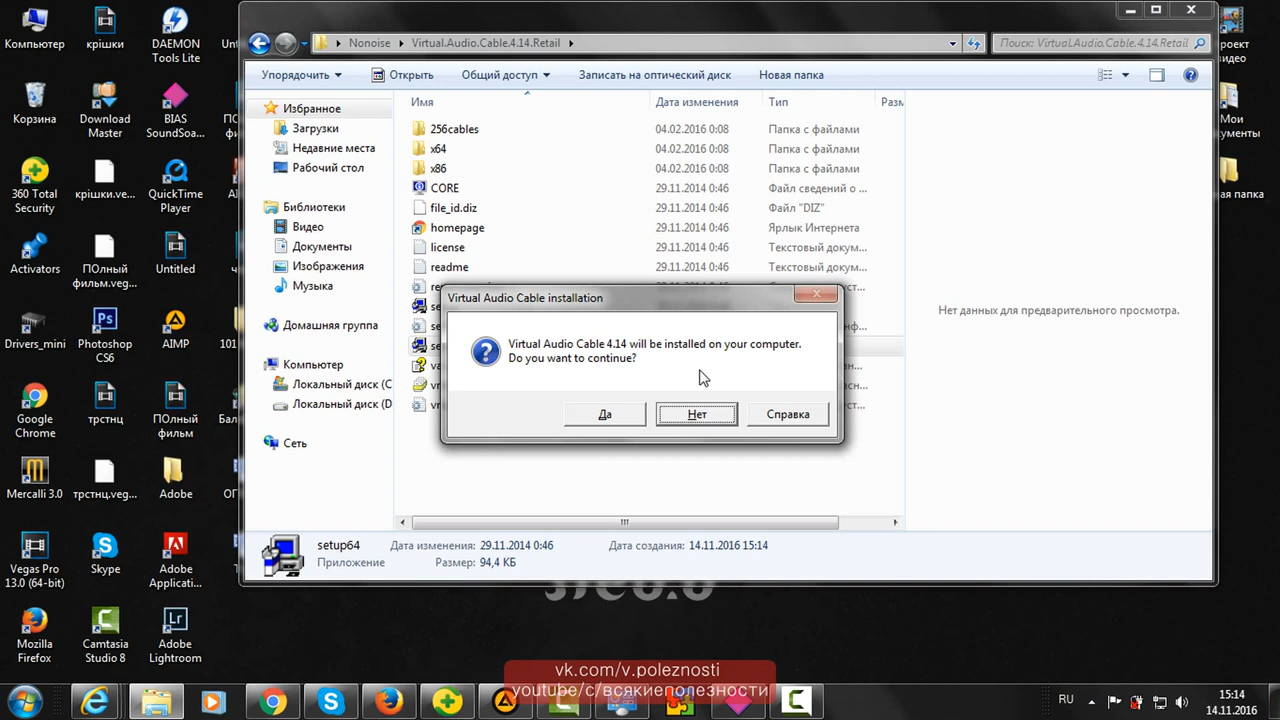 Компьютер
крішки
DAEMON
Tools Lite
Корзина
Download
Master
BIAS
SoundSoa...
360 Total
Security
крішки.ve...
QuickTime
Player
Activators
ПОлный
фильм.veg...
Untitled
Drivers_mini
Photoshop
CS6
AIMP
Google
Chrome
трстнц
ПОлный
фильм
Mercalli 3.0
трстнц.veg...
Adobe
Vegas Pro
13.0 (64-bit)
Skype
Adobe
Applicati...
Mozilla
Firefox
Camtasia
Studio 8
Adobe
Lightroom
Nonoise
Virtual.Audio.Cable.4.14.Retail
Поиск: Virtual.Audio.Cable.4.14.Retail
Упорядочить
Открыть
Общий доступ
Записать на оптический диск
Новая папка
Избранное
Загрузки
Недавние места
Рабочий стол
Библиотеки
Видео
Документы
Изображения
Музыка
Домашняя группа
Компьютер
Локальный диск (C
Локальный диск (D
Сеть
Имя
Дата изменения
Тип
Разм
256cables
04.02.2016 0:08
Папка с файлами
x64
04.02.2016 0:08
Папка с файлами
x86
04.02.2016 0:08
Папка с файлами
CORE
29.11.2014 0:46
Файл сведений о ...
file_id.diz
29.11.2014 0:46
Файл "DIZ"
homepage
29.11.2014 0:46
Ярлык Интернета
license
29.11.2014 0:46
Текстовый докум...
readme
29.11.2014 0:46
Текстовый докум...
Нет данных для предварительного просмотра.
Virtual Audio Cable installation
Virtual Audio Cable 4.14 will be installed on your computer.
Do you want to continue?
Да
Нет
Справка
setup64
Дата изменения: 29.11.2014 0:46
Дата создания: 14.11.2016 15:14
Приложение
Размер: 94,4 КБ
vk.com/v.poleznosti
youtube/c/всякиеполезности
RU
15:14
14.11.2016